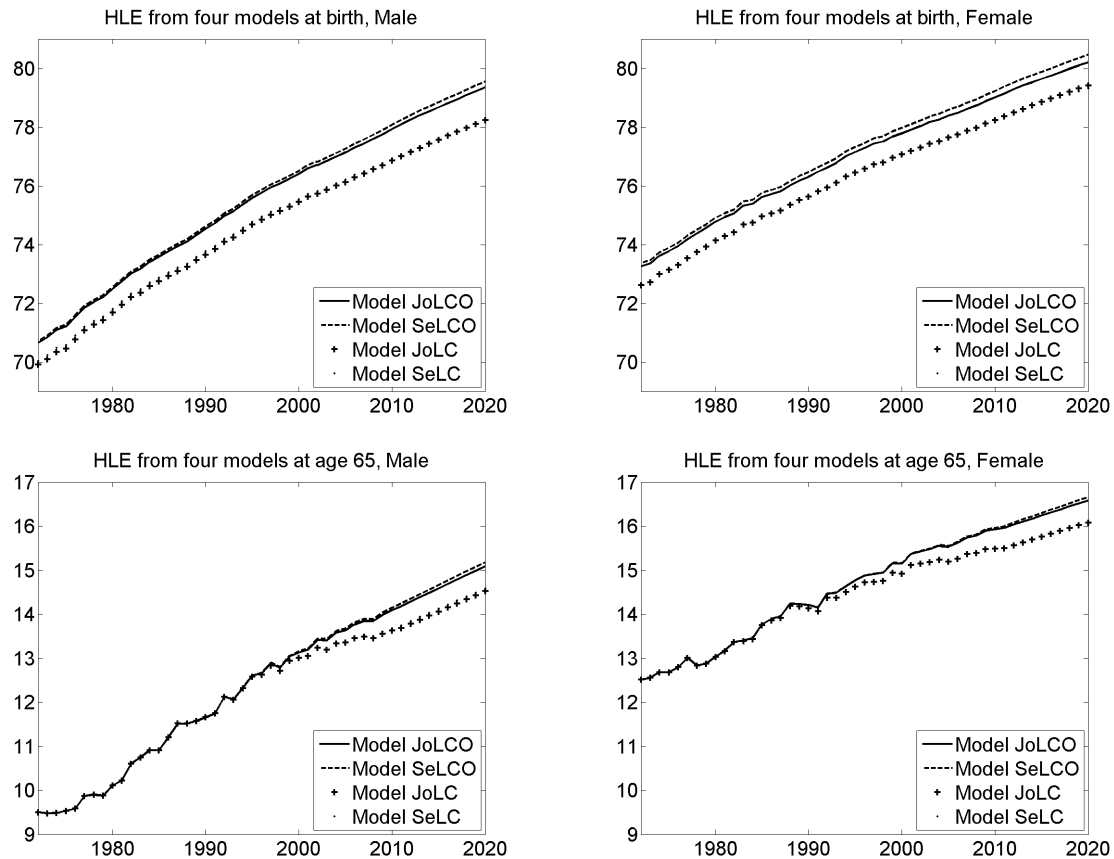 HLE from four models at birth, Male
80
78
76
74
72
70
1980 1990 2000 2010 2020
Model JoLCO
Model SeLCO
Model JoLC
Model SeLC
HLE from four models at birth, Female
80
78
76
74
72
70
1980 1990 2000 2010 2020
Model JoLCO
Model SeLCO
Model JoLC
Model SeLC
HLE from four models at age 65, Male
17
16
15
14
13
12
11
10
9
1980 1990 2000 2010 2020
Model JoLCO
Model SeLCO
Model JoLC
Model SeLC
HLE from four models at age 65, Female
17
16
15
14
13
12
11
10
9
1980 1990 2000 2010 2020
Model JoLCO
Model SeLCO
Model JoLC
Model SeLC